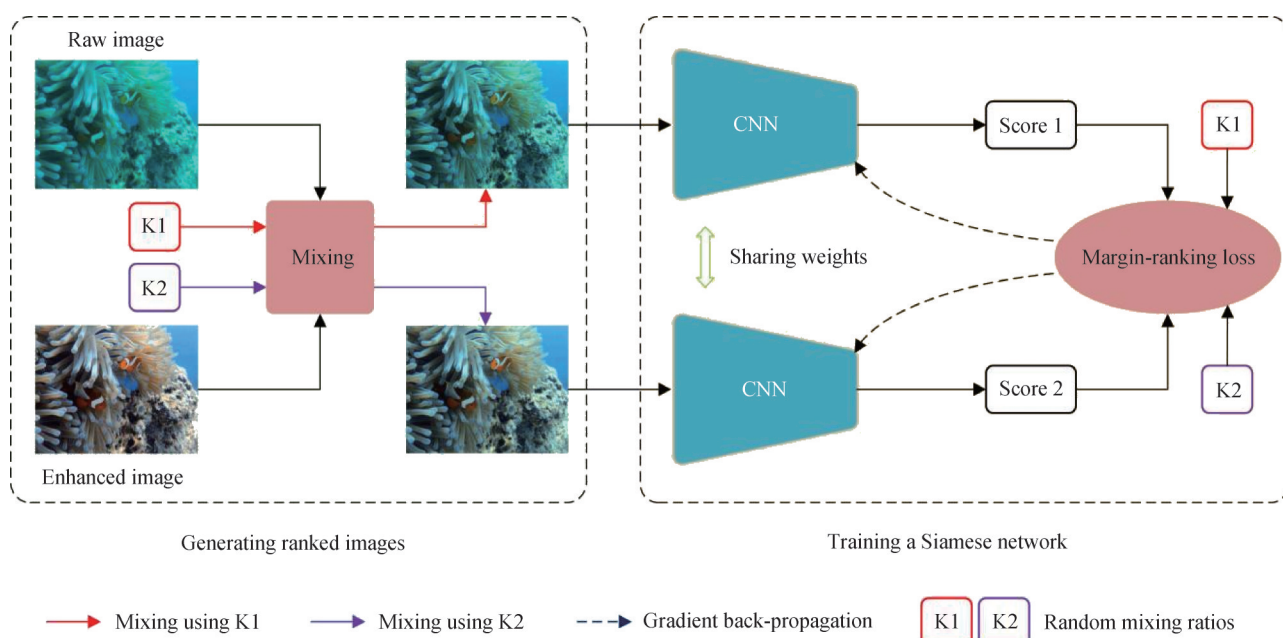 Raw image
K1
Mixing
K2
Enhanced image
CNN
Score 1
K1
Sharing weights
Margin-ranking loss
CNN
Score 2
K2
Generating ranked images
Training a Siamese network
Mixing using K1
Mixing using K2
Gradient back-propagation
K1
K2
Random mixing ratios